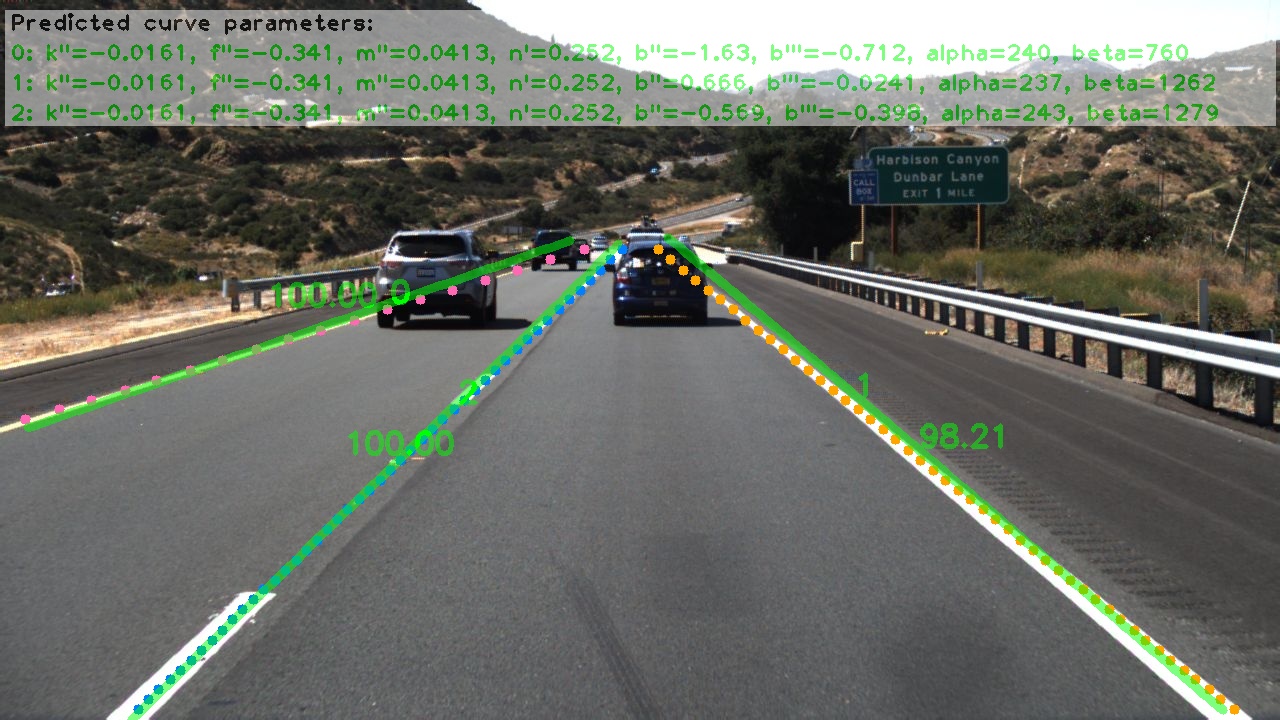 Predicted curve parameters:
0: k''=-0.0161, f''=-0.341, m''=0.0413, n'=0.252, b''=-1.63, b'''=-0.712, alpha=240, beta=760
1: k''=-0.0161, f''=-0.341, m''=0.0413, n'=0.252, b''=0.666, b'''=-0.0241, alpha=237, beta=1262
2: k''=-0.0161, f''=-0.341, m''=0.0413, n'=0.252, b''=-0.569, b'''=-0.398, alpha=243, beta=1279
Harbison Canyon
Dunbar Lane
EXIT 1 MILE
CALL
BOX
100.00 0
1
2
100.00
98.21